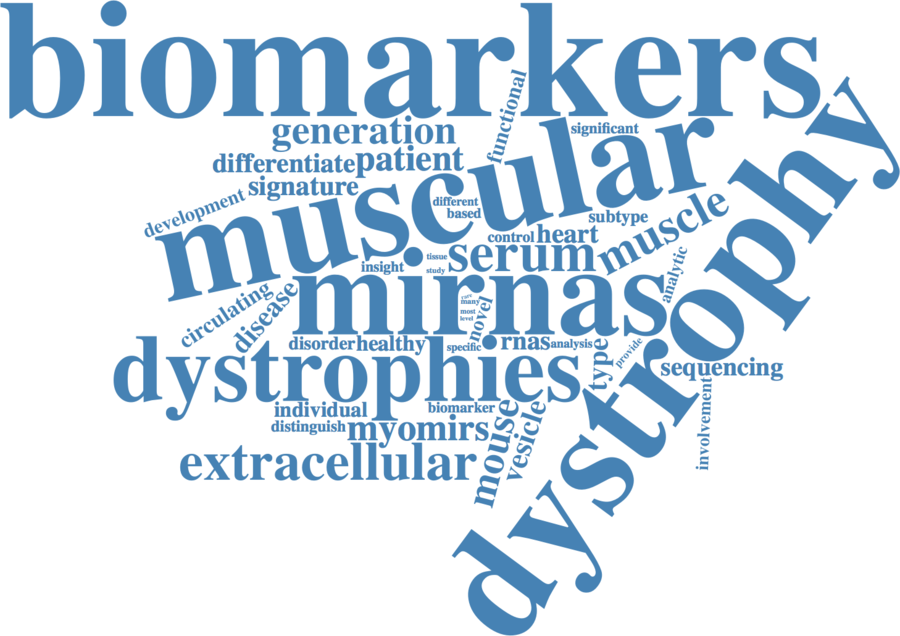 biomarkers
functional
generation
significant
differentiate patient
muscular
signature
development
different
based
subtype
control heart
muscle
dystrophy
tissue
serum
insight
study
analytic
mirnas
rare
many
most
level
novel
circulating
disease
disorder healthy
specific
rnas analysis
provide
dystrophies
type
sequencing
individual
biomarker
involvement
distinguish myomirs
mouse
vesicle
extracellular